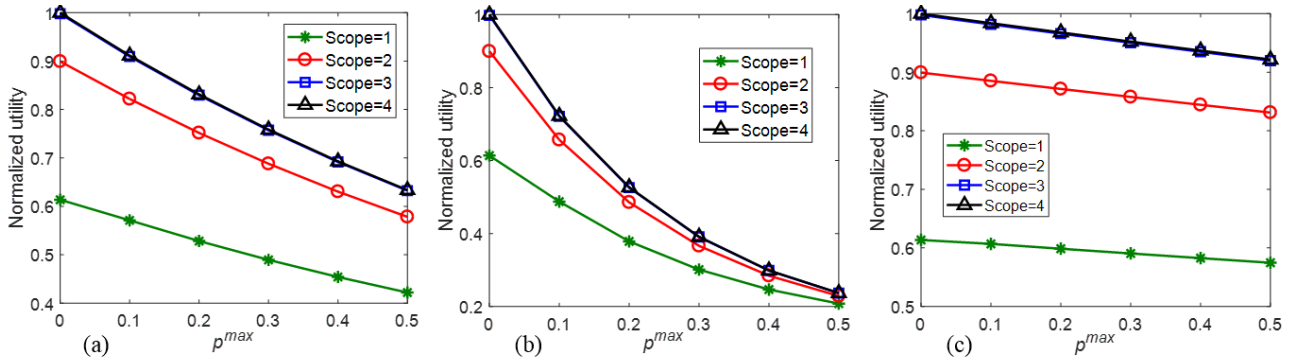 1
0.9
0.8
0.7
0.6
0.5
0.4
Normalized utility
Scope=1
Scope=2
Scope=3
Scope=4
0 0.1 0.2 0.3 0.4 0.5
(a) p^max
1
0.8
0.6
0.4
0.2
Normalized utility
Scope=1
Scope=2
Scope=3
Scope=4
0 0.1 0.2 0.3 0.4 0.5
(b) p^max
1
0.9
0.8
0.7
0.6
0.5
Normalized utility
Scope=1
Scope=2
Scope=3
Scope=4
0 0.1 0.2 0.3 0.4 0.5
(c) p^max